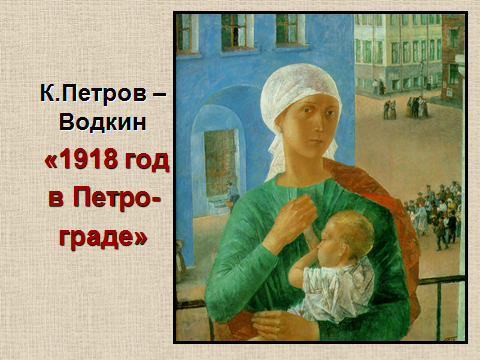 К.Петров –
Водкин
«1918 год
в Петро-
граде»